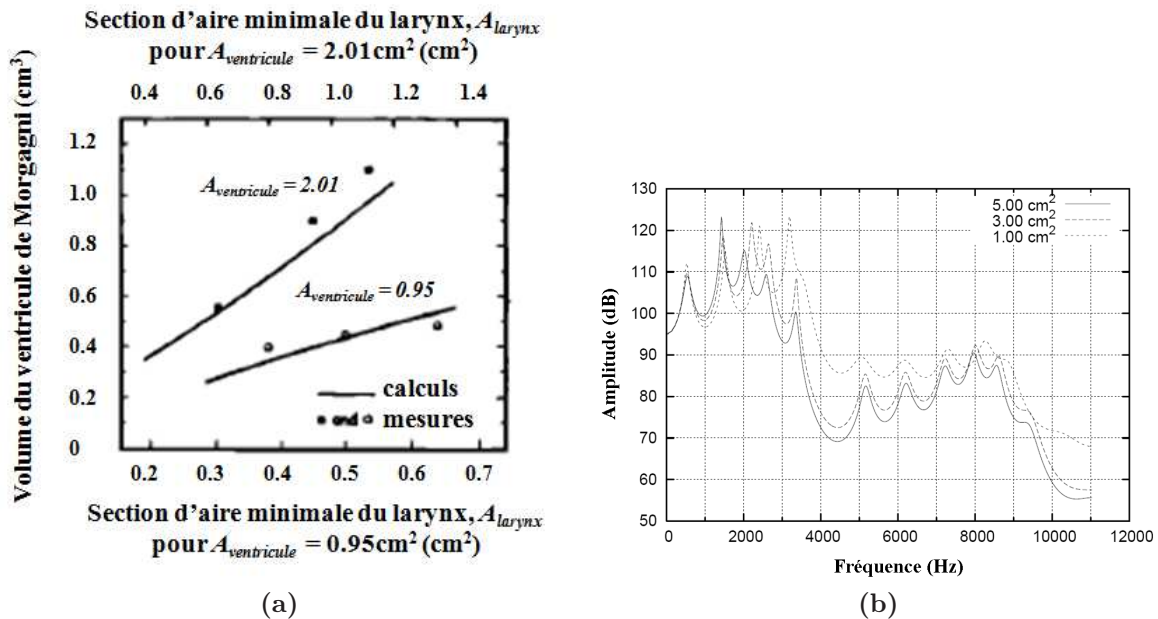 Section d'aire minimale du larynx, A_larynx
pour A_ventricule = 2.01cm² (cm²)
0.4 0.6 0.8 1.0 1.2 1.4
Volume du ventricule de Morgagni (cm³)
1.2
1.0
0.8
0.6
0.4
0.2
0
A_ventricule = 2.01
A_ventricule = 0.95
calculs
mesures
0.2 0.3 0.4 0.5 0.6 0.7
Section d'aire minimale du larynx, A_larynx
pour A_ventricule = 0.95cm² (cm²)
(a)
Amplitude (dB)
130
120
110
100
90
80
70
60
50
5.00 cm²
3.00 cm²
1.00 cm²
0 2000 4000 6000 8000 10000 12000
Fréquence (Hz)
(b)